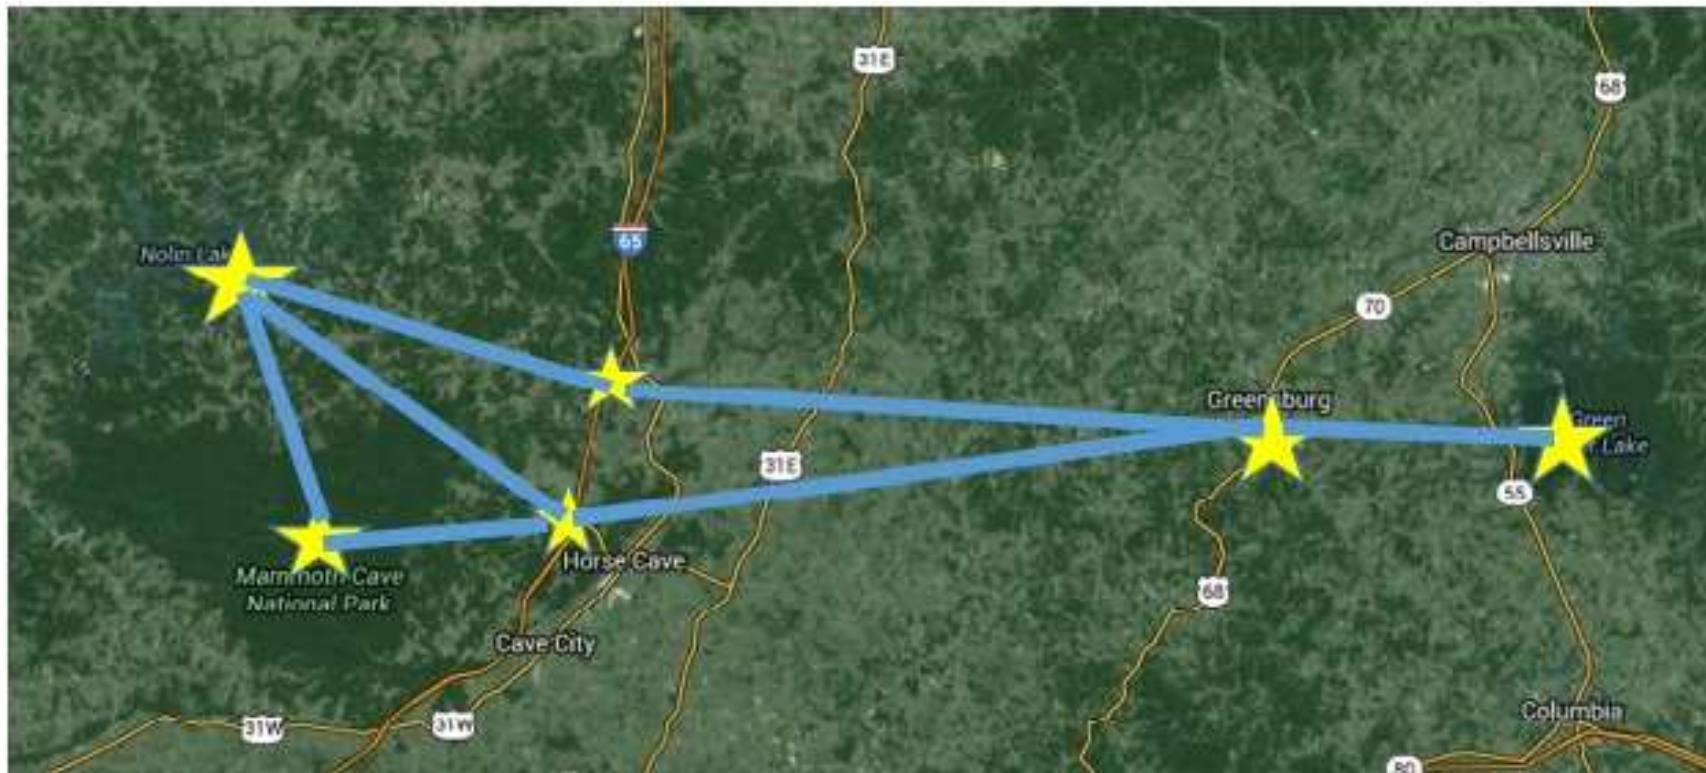 31E
68
65
Nolin Lak
Campbellsville
70
Greensburg
Green
Lake
31E
55
Horse Cave
Mammoth Cave
National Park
68
Cave City
31W
31W
Columbia
80